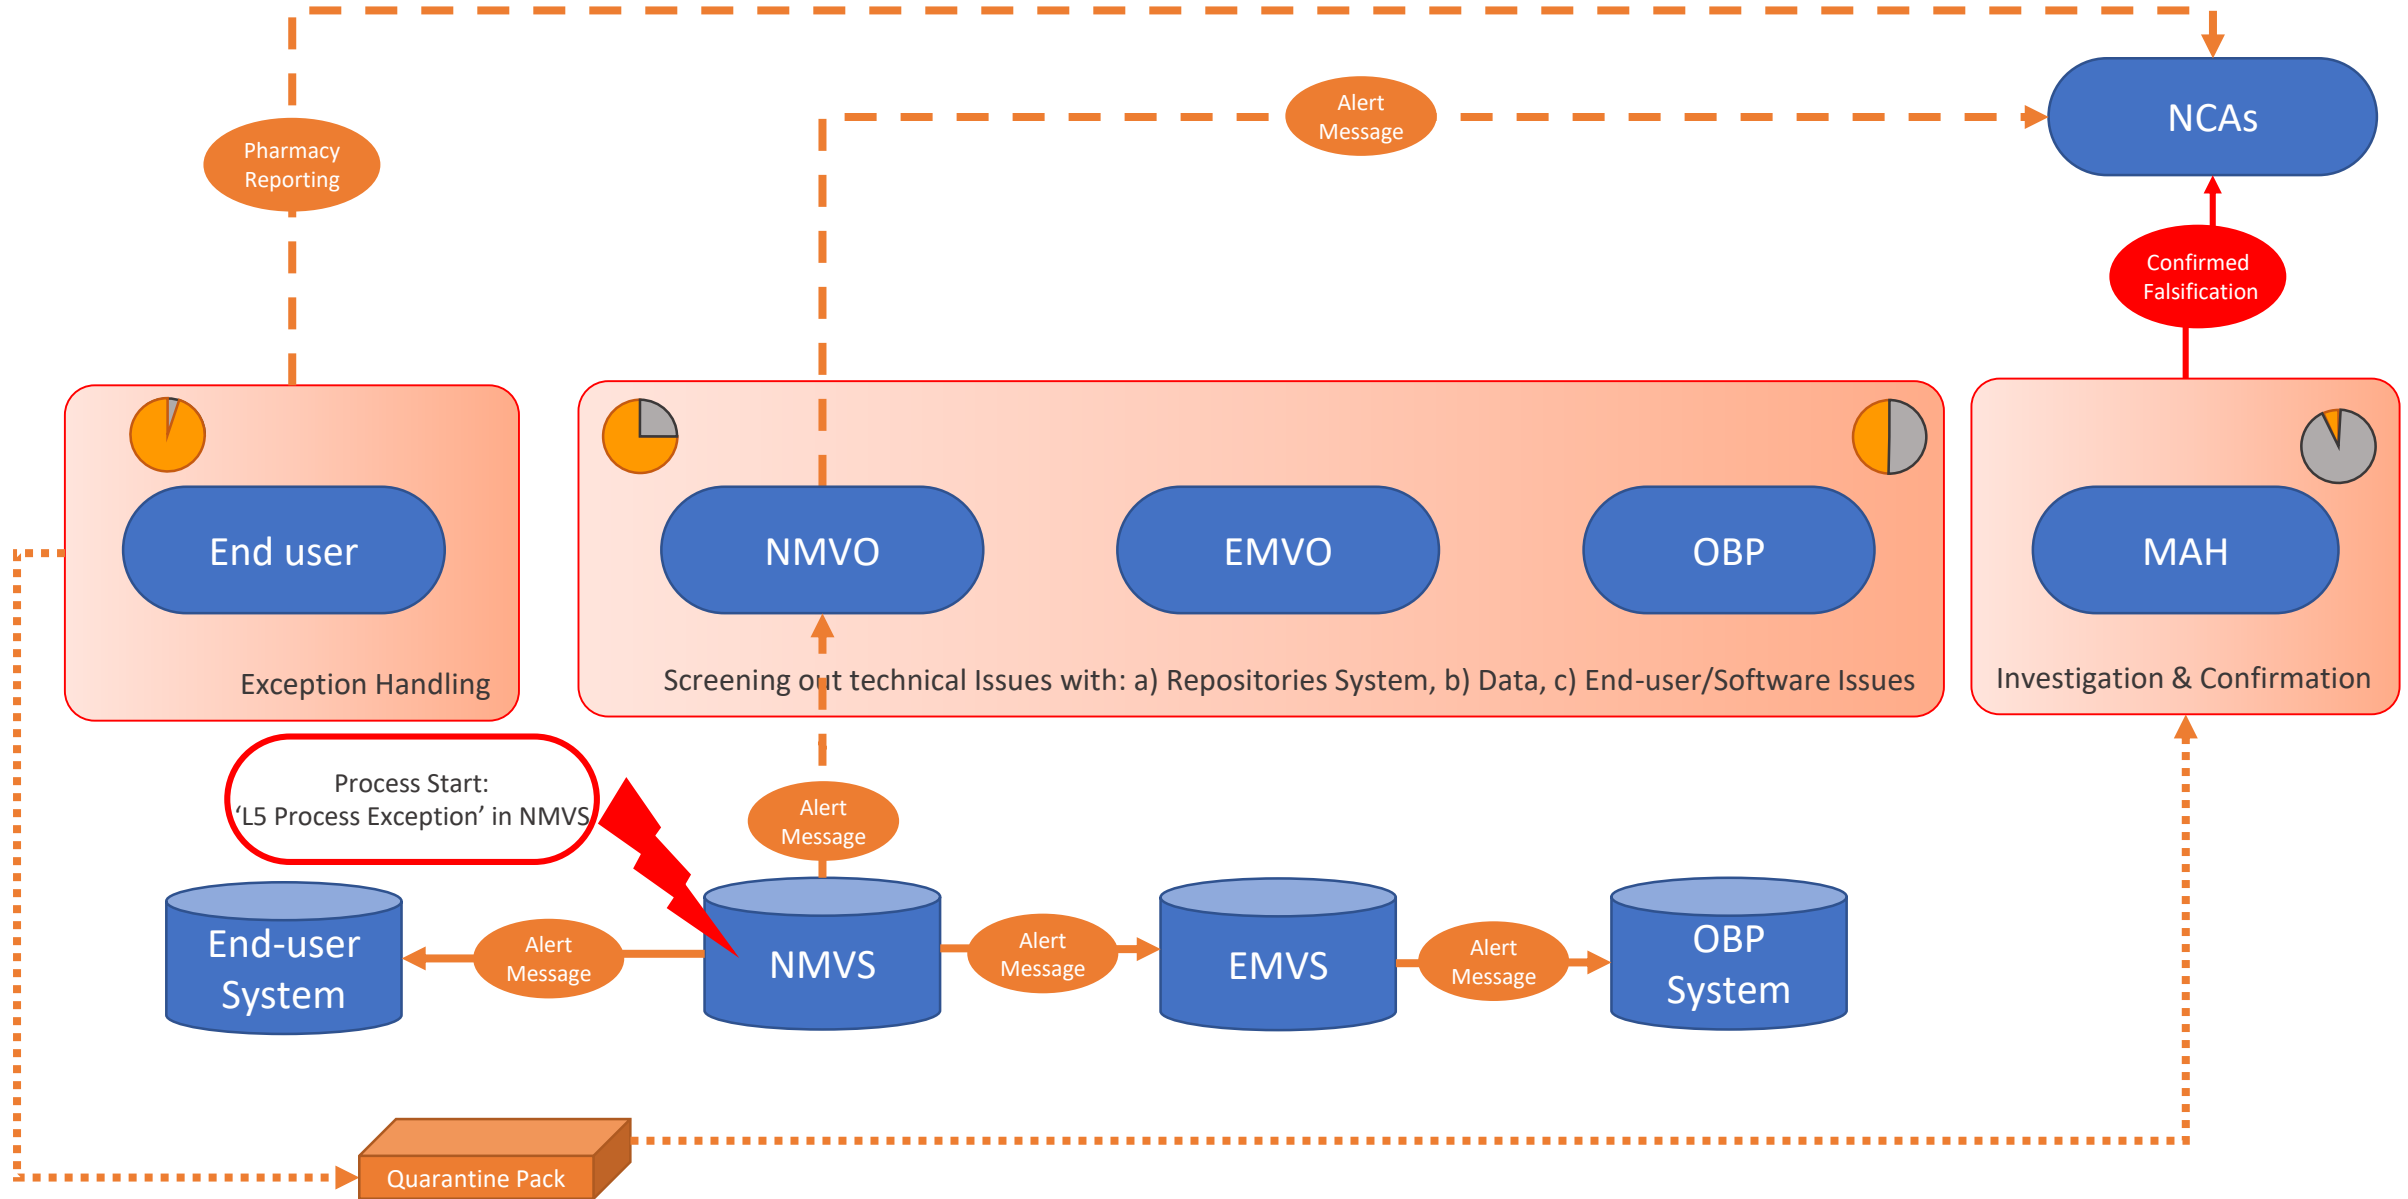 Alert
Message
NCAs
Pharmacy
Reporting
Confirmed
Falsification
End user
Exception Handling
NMVO
EMVO
OBP
Screening out technical Issues with: a) Repositories System, b) Data, c) End-user/Software Issues
MAH
Investigation & Confirmation
Process Start:
‘L5 Process Exception’ in NMVS
Alert
Message
End-user
System
Alert
Message
NMVS
Alert
Message
EMVS
Alert
Message
OBP
System
Quarantine Pack